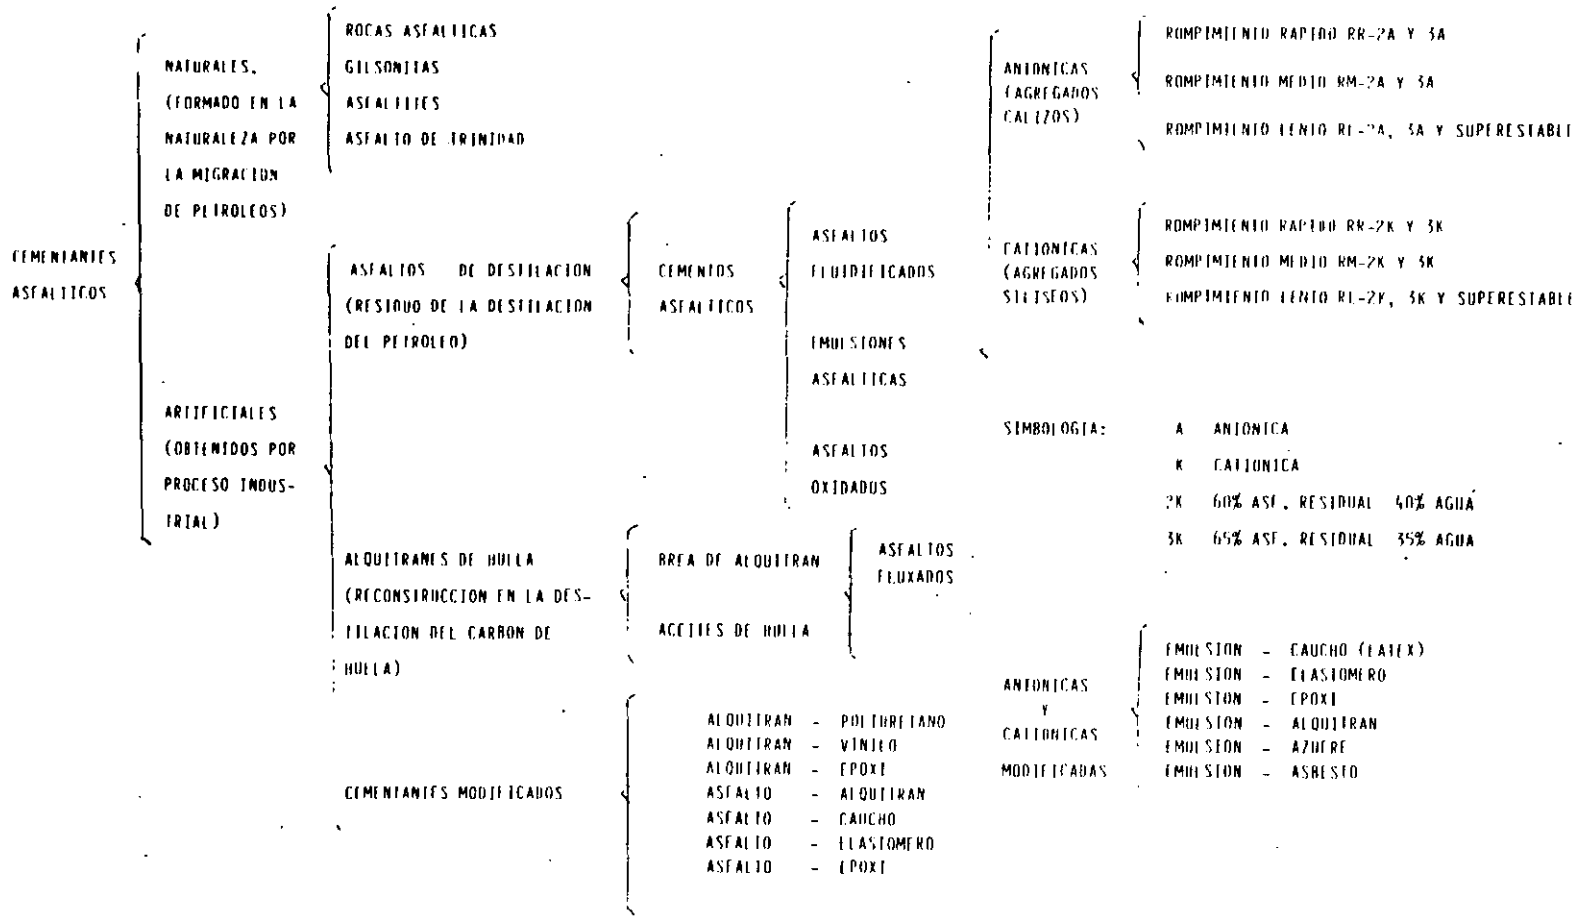 CEMENTANTES
ASFALTICOS
NATURALES,
(FORMADO EN LA
NATURALEZA POR
LA MIGRACION
DE PETROLEOS)
ROCAS ASFALTICAS
GILSONITAS
ASFALTITES
ASFALTO DE TRINIDAD
ARTIFICIALES
(OBTENIDOS POR
PROCESO INDUS-
TRIAL)
ASFALTOS DE DESTILACION
(RESIDUO DE LA DESTILACION
DEL PETROLEO)
CEMENTOS
ASFALTICOS
ASFALTOS
FLUIDIFICADOS
EMULSIONES
ASFALTICAS
ASFALTOS
OXIDADOS
ANIONICAS
(AGREGADOS
CALIZOS)
ROMPIMIENTO RAPIDO RR-2A Y 3A
ROMPIMIENTO MEDIO RM-2A Y 3A
ROMPIMIENTO LENTO RL-2A, 3A Y SUPERESTABLE
CATIONICAS
(AGREGADOS
SILISEOS)
ROMPIMIENTO RAPIDO RR-2K Y 3K
ROMPIMIENTO MEDIO RM-2K Y 3K
ROMPIMIENTO LENTO RL-2K, 3K Y SUPERESTABLE
SIMBOLOGIA:
A ANIONICA
K CATIONICA
2K 60% ASF. RESIDUAL 40% AGUA
3K 65% ASF. RESIDUAL 35% AGUA
ALQUITRANES DE HULLA
(RECONSTRUCCION EN LA DES-
TILACION DEL CARBON DE
HULLA)
BREA DE ALQUITRAN
ACEITES DE HULLA
ASFALTOS
FLUXADOS
CEMENTANTES MODIFICADOS
ALQUITRAN - POLIURETANO
ALQUITRAN - VINILO
ALQUITRAN - EPOXI
ASFALTO - ALQUITRAN
ASFALTO - CAUCHO
ASFALTO - ELASTOMERO
ASFALTO - EPOXI
ANIONICAS
Y
CATIONICAS
MODIFICADAS
EMULSION - CAUCHO (LATEX)
EMULSION - ELASTOMERO
EMULSION - EPOXI
EMULSION - ALQUITRAN
EMULSION - AZUFRE
EMULSION - ASBESTO